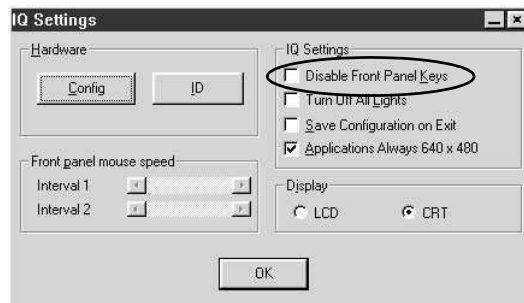 IQ Settings
Hardware
Config
ID
Front panel mouse speed
Interval 1
Interval 2
IQ Settings
Disable Front Panel Keys
Turn Off All Lights
Save Configuration on Exit
Applications Always 640 x 480
Display
LCD
CRT
OK